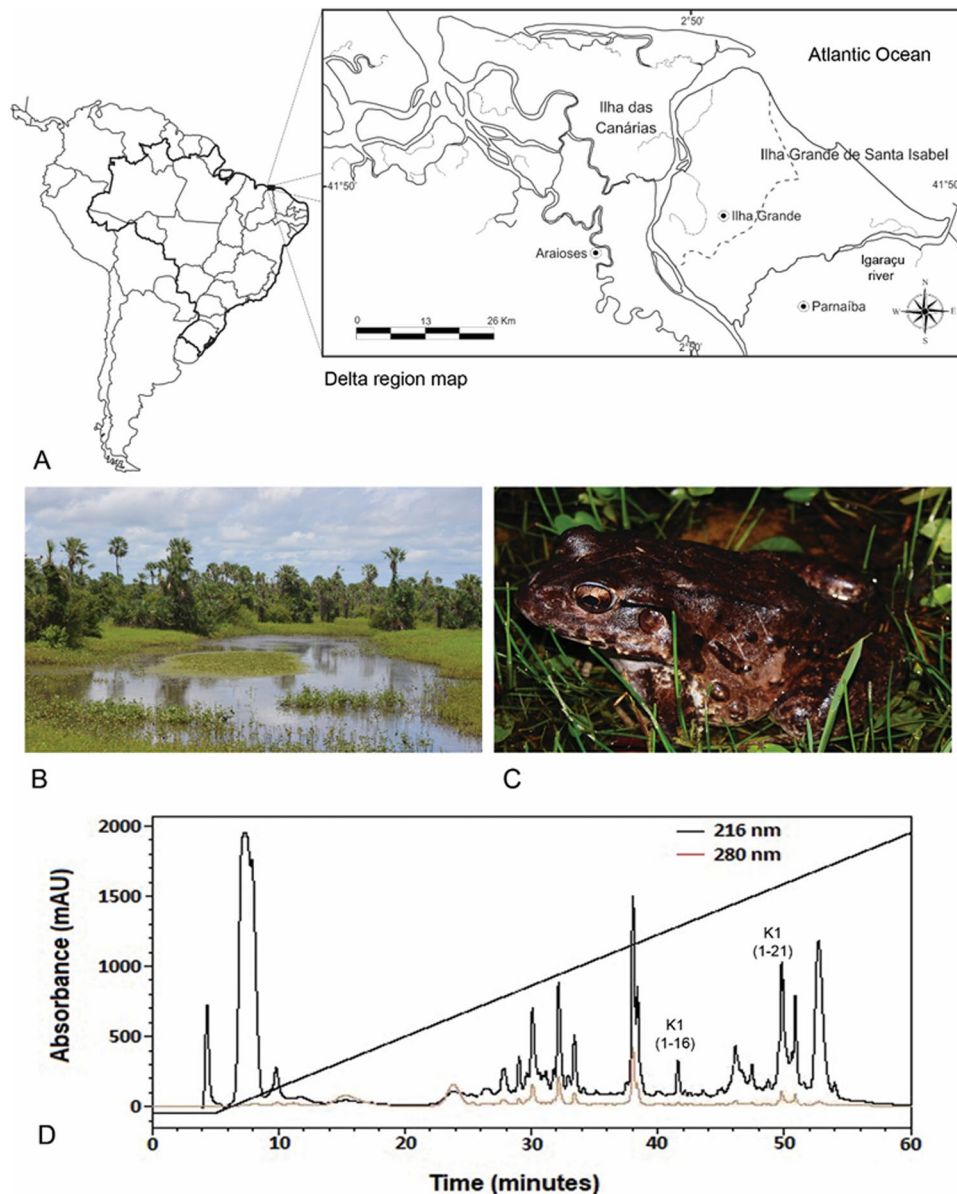 2°50'
Atlantic Ocean
Ilha das
Canárias
Ilha Grande de Santa Isabel
41°50'
41°50'
Ilha Grande
Araioses
Igaraçu
river
N
W E
S
Parnaíba
0 13 26 Km
2°50'
Delta region map
A
B
C
2000
1500
1000
500
0
Absorbance (mAU)
216 nm
280 nm
K1
(1-21)
K1
(1-16)
D
0 10 20 30 40 50 60
Time (minutes)